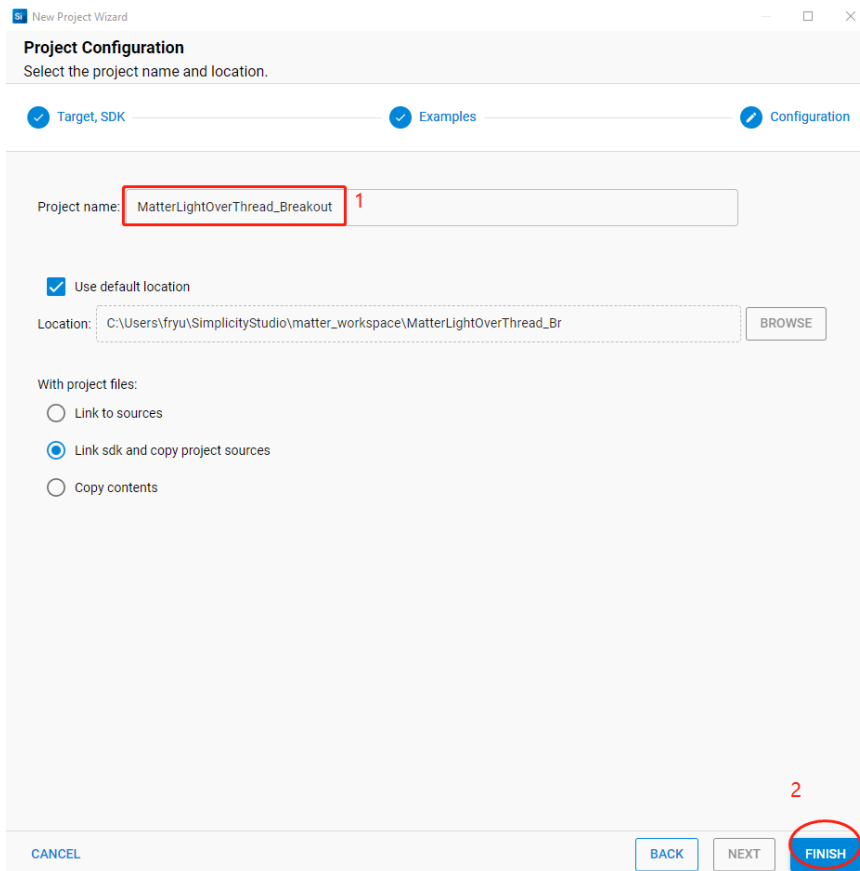 Si New Project Wizard
Project Configuration
Select the project name and location.
Target, SDK Examples Configuration
Project name: MatterLightOverThread_Breakout 1
Use default location
Location: C:\Users\fryu\SimplicityStudio\matter_workspace\MatterLightOverThread_Br BROWSE
With project files:
Link to sources
Link sdk and copy project sources
Copy contents
2
CANCEL BACK NEXT FINISH